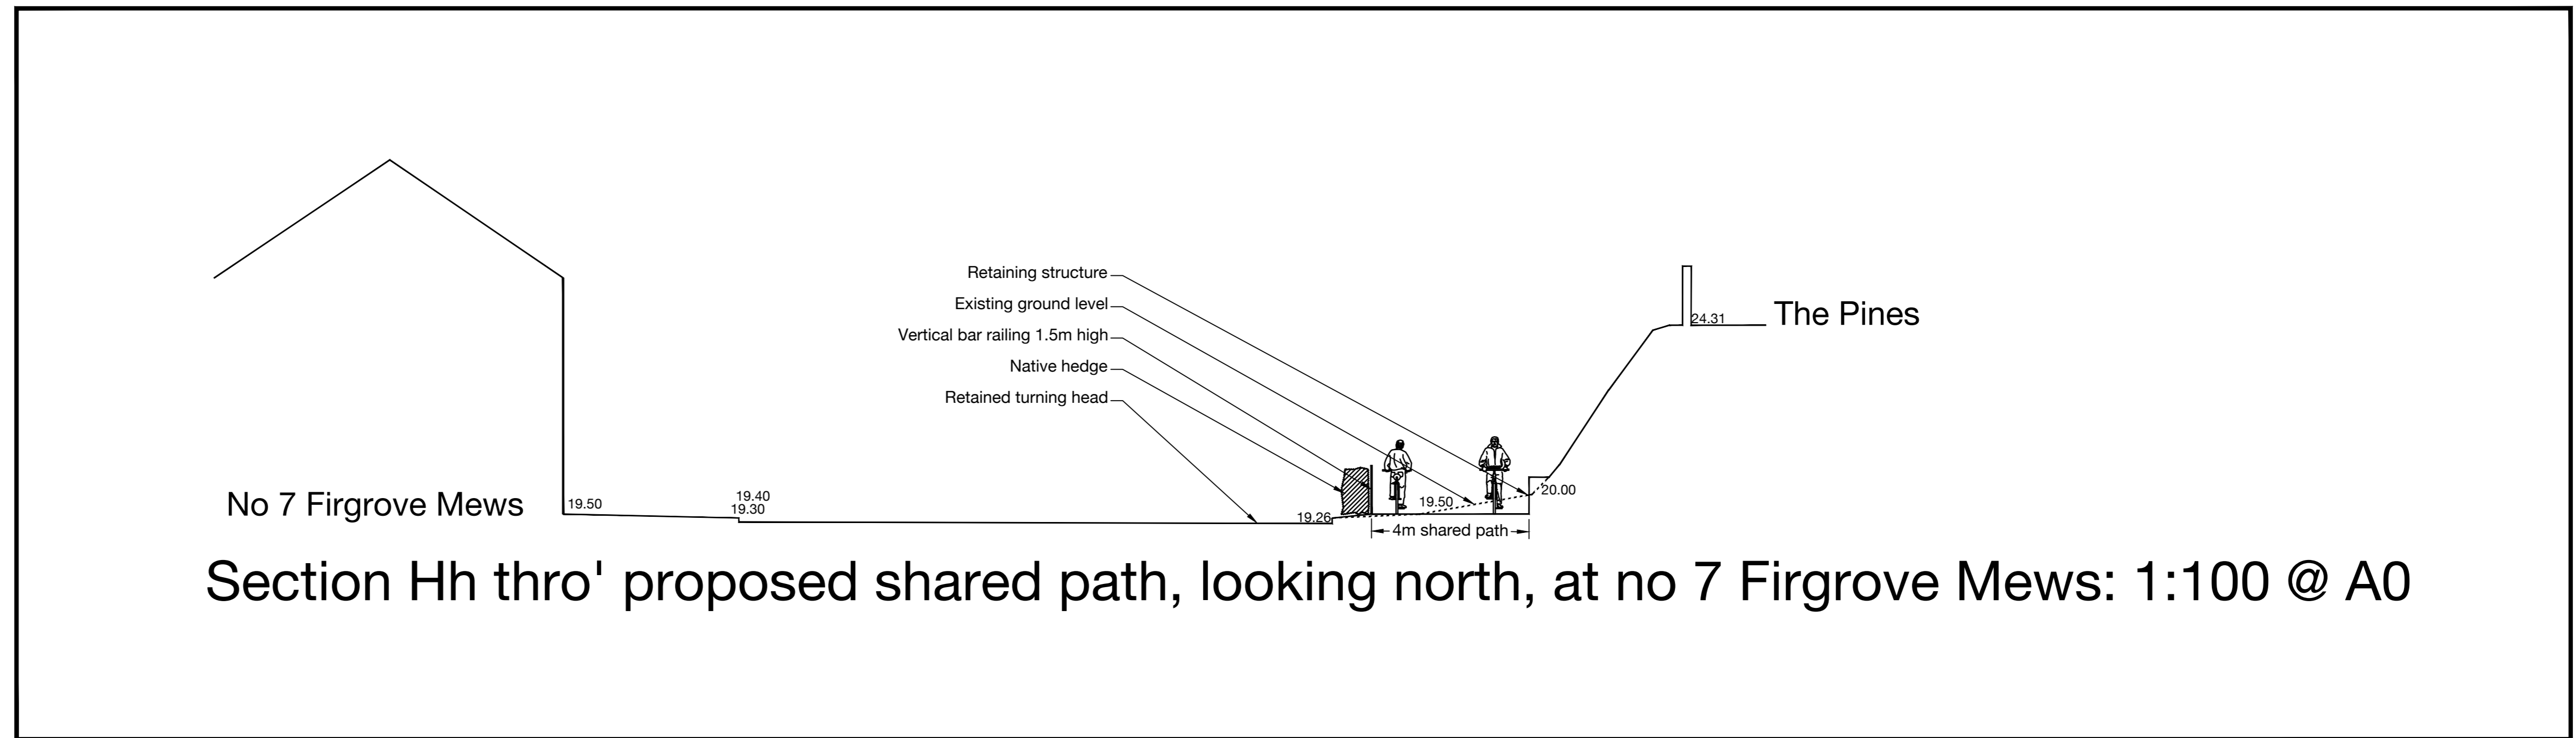 Retaining structure
Existing ground level
24.31
The Pines
Vertical bar railing 1.5m high
Native hedge
Retained turning head
No 7 Firgrove Mews
19.50
19.40
19.30
19.26
19.50
20.00
4m shared path
Section Hh thro' proposed shared path, looking north, at no 7 Firgrove Mews: 1:100 @ A0